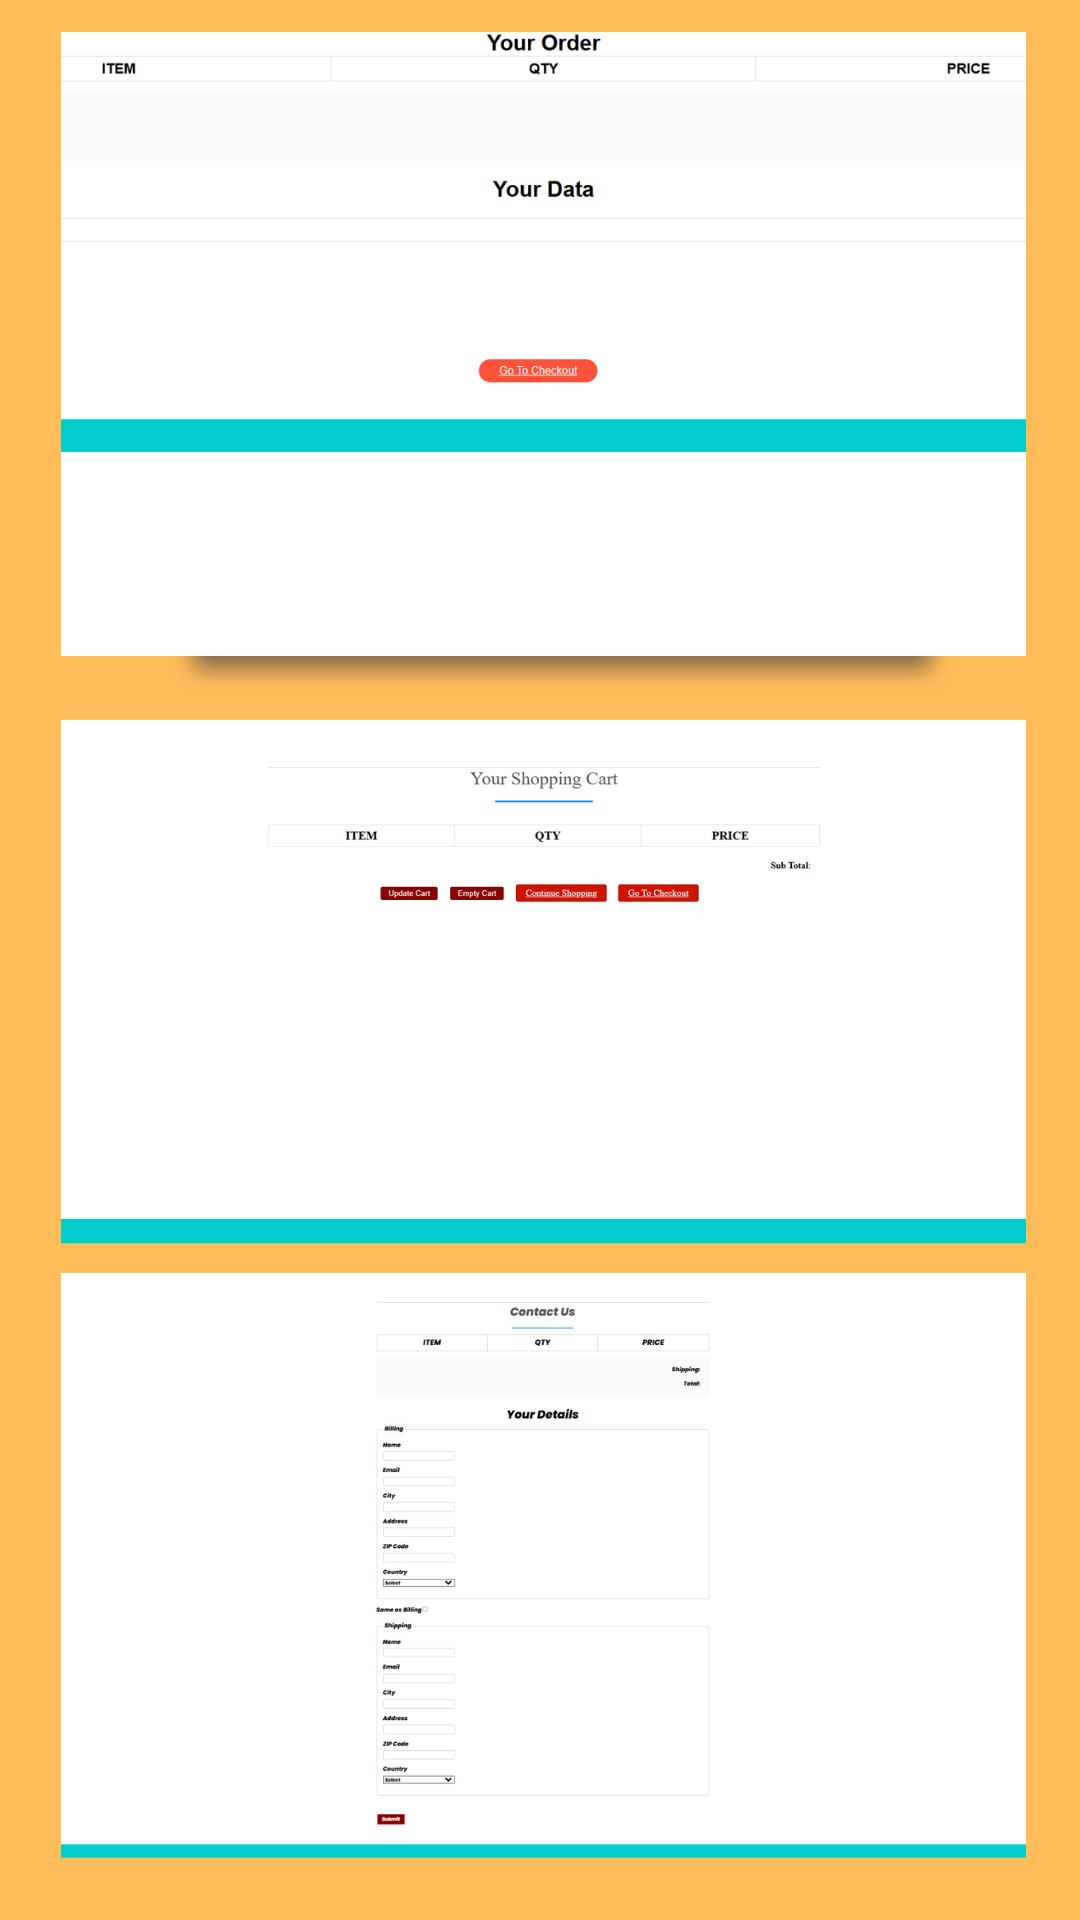 Your Order
ITEM QTY PRICE
Your Data
Go To Checkout
Your Shopping Cart
ITEM QTY PRICE
Sub Total:
Update Cart Empty Cart Continue Shopping Go To Checkout
Contact Us
ITEM QTY PRICE
Shipping:
Total:
Your Details
Billing
Name
Email
City
Address
ZIP Code
Country
Select
Same as Billing
Shipping
Name
Email
City
Address
ZIP Code
Country
Select
Submit